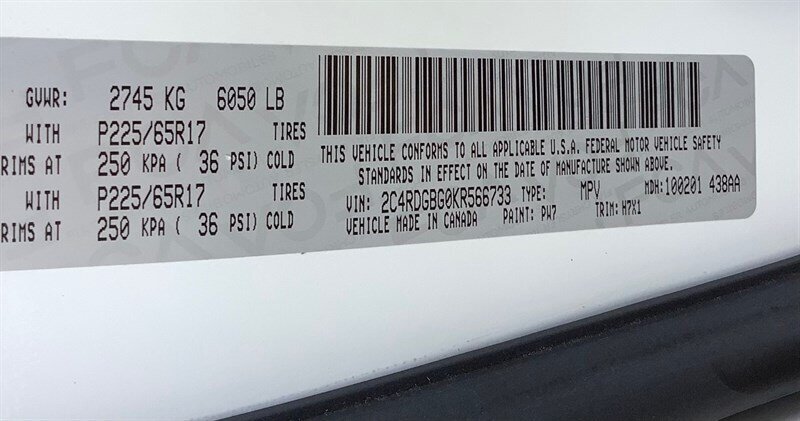 GVWR: 2745 KG 6050 LB
WITH P225/65R17 TIRES
RIMS AT 250 KPA ( 36 PSI) COLD
WITH P225/65R17 TIRES
RIMS AT 250 KPA ( 36 PSI) COLD
THIS VEHICLE CONFORMS TO ALL APPLICABLE U.S.A. FEDERAL MOTOR VEHICLE SAFETY
STANDARDS IN EFFECT ON THE DATE OF MANUFACTURE SHOWN ABOVE.
VIN: 2C4RDGBG0KR566733 TYPE: MPV MDH:100201 438AA
VEHICLE MADE IN CANADA PAINT: PW7 TRIM: H7X1